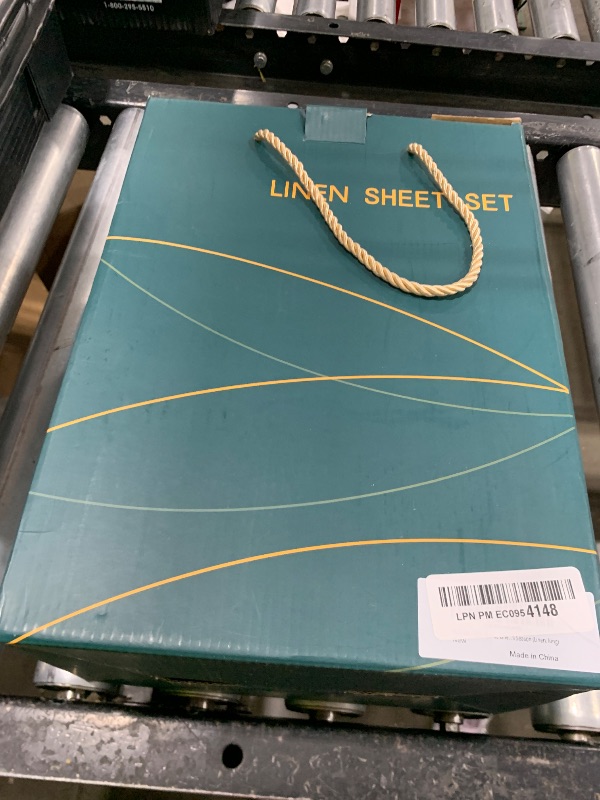 1-800-295-5510
LINEN SHEET SET
LPN PM EC0954148
Made in China